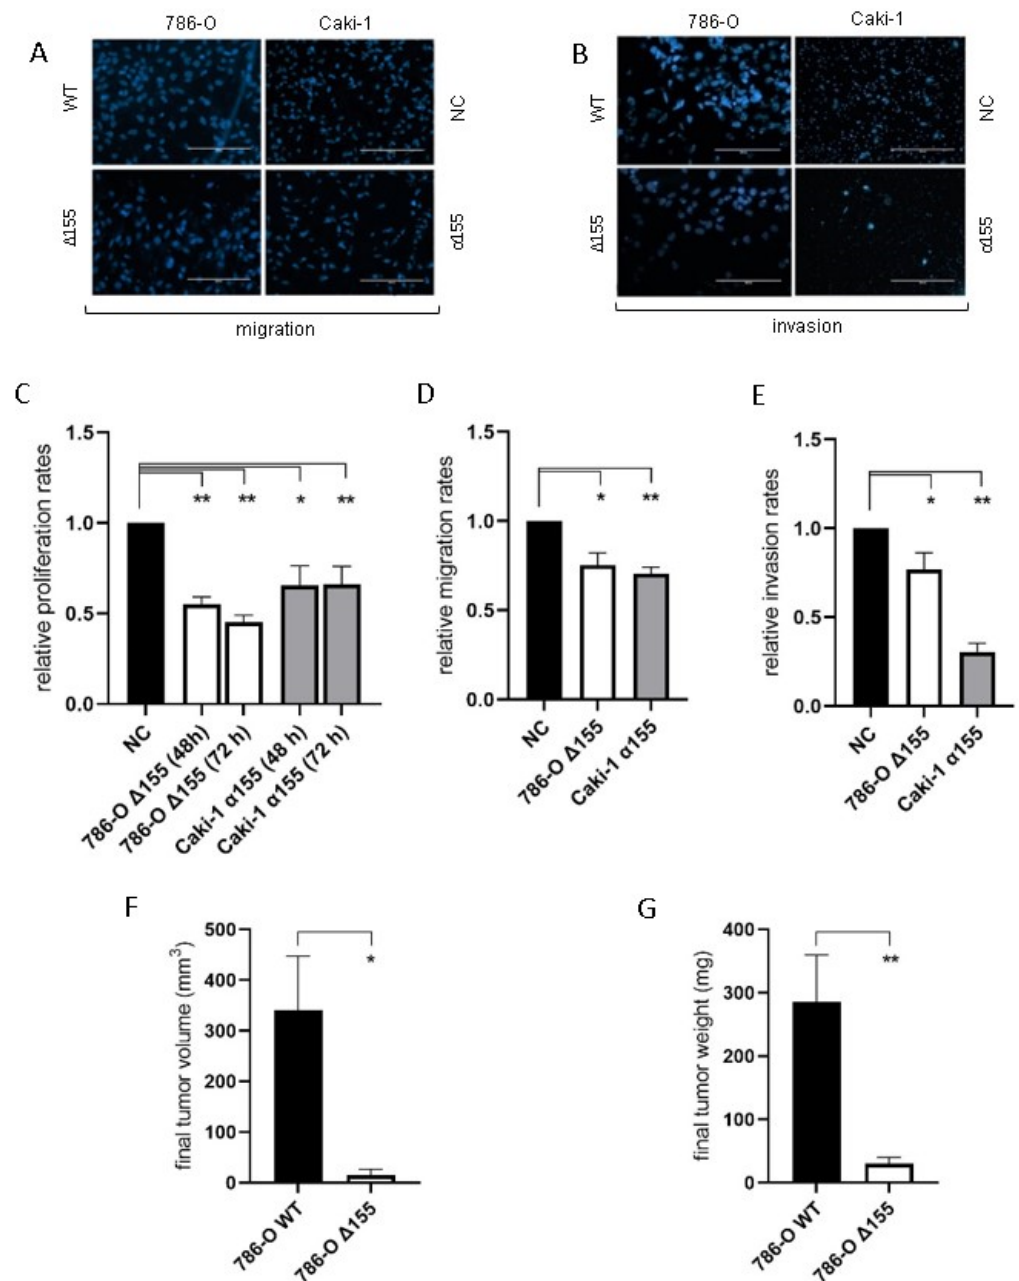 786-O Caki-1
A
WT
NC
Δ155
α155
migration
786-O Caki-1
B
WT
NC
Δ155
α155
invasion
C
relative proliferation rates
1.5
1.0
0.5
0.0
** ** * **
NC
786-O Δ155 (48h)
786-O Δ155 (72 h)
Caki-1 α155 (48 h)
Caki-1 α155 (72 h)
D
relative migration rates
1.5
1.0
0.5
0.0
* **
NC
786-O Δ155
Caki-1 α155
E
relative invasion rates
1.5
1.0
0.5
0.0
* **
NC
786-O Δ155
Caki-1 α155
F
final tumor volume (mm³)
500
400
300
200
100
0
*
786-O WT
786-O Δ155
G
final tumor weight (mg)
400
300
200
100
0
**
786-O WT
786-O Δ155